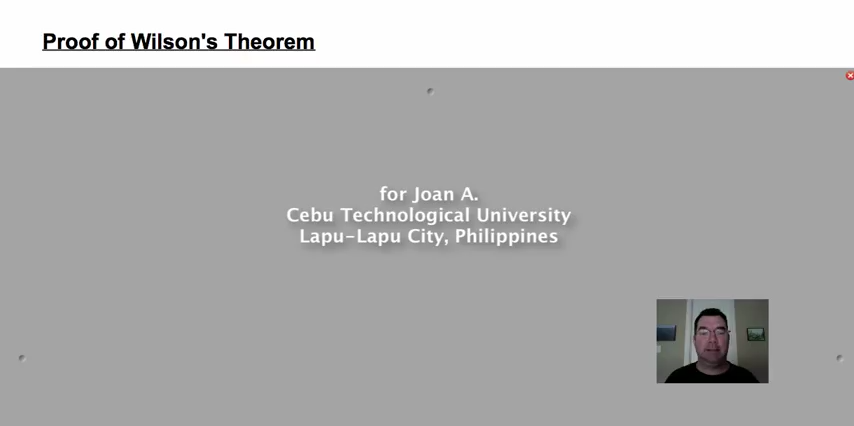 Proof of Wilson's Theorem
for Joan A.
Cebu Technological University
Lapu-Lapu City, Philippines